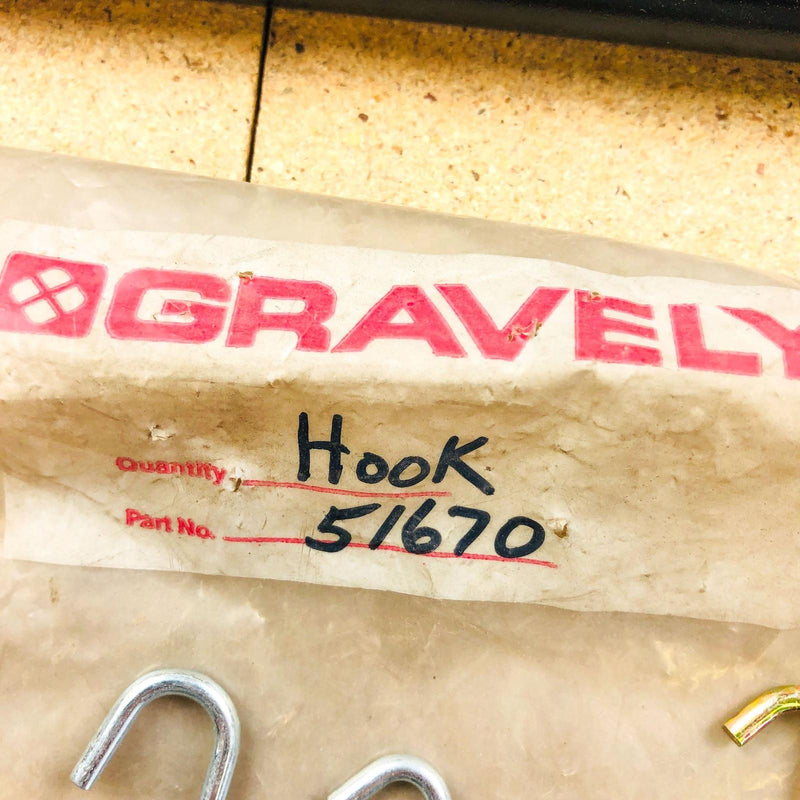 GRAVELY
Quantity Hook
Part No. 51670